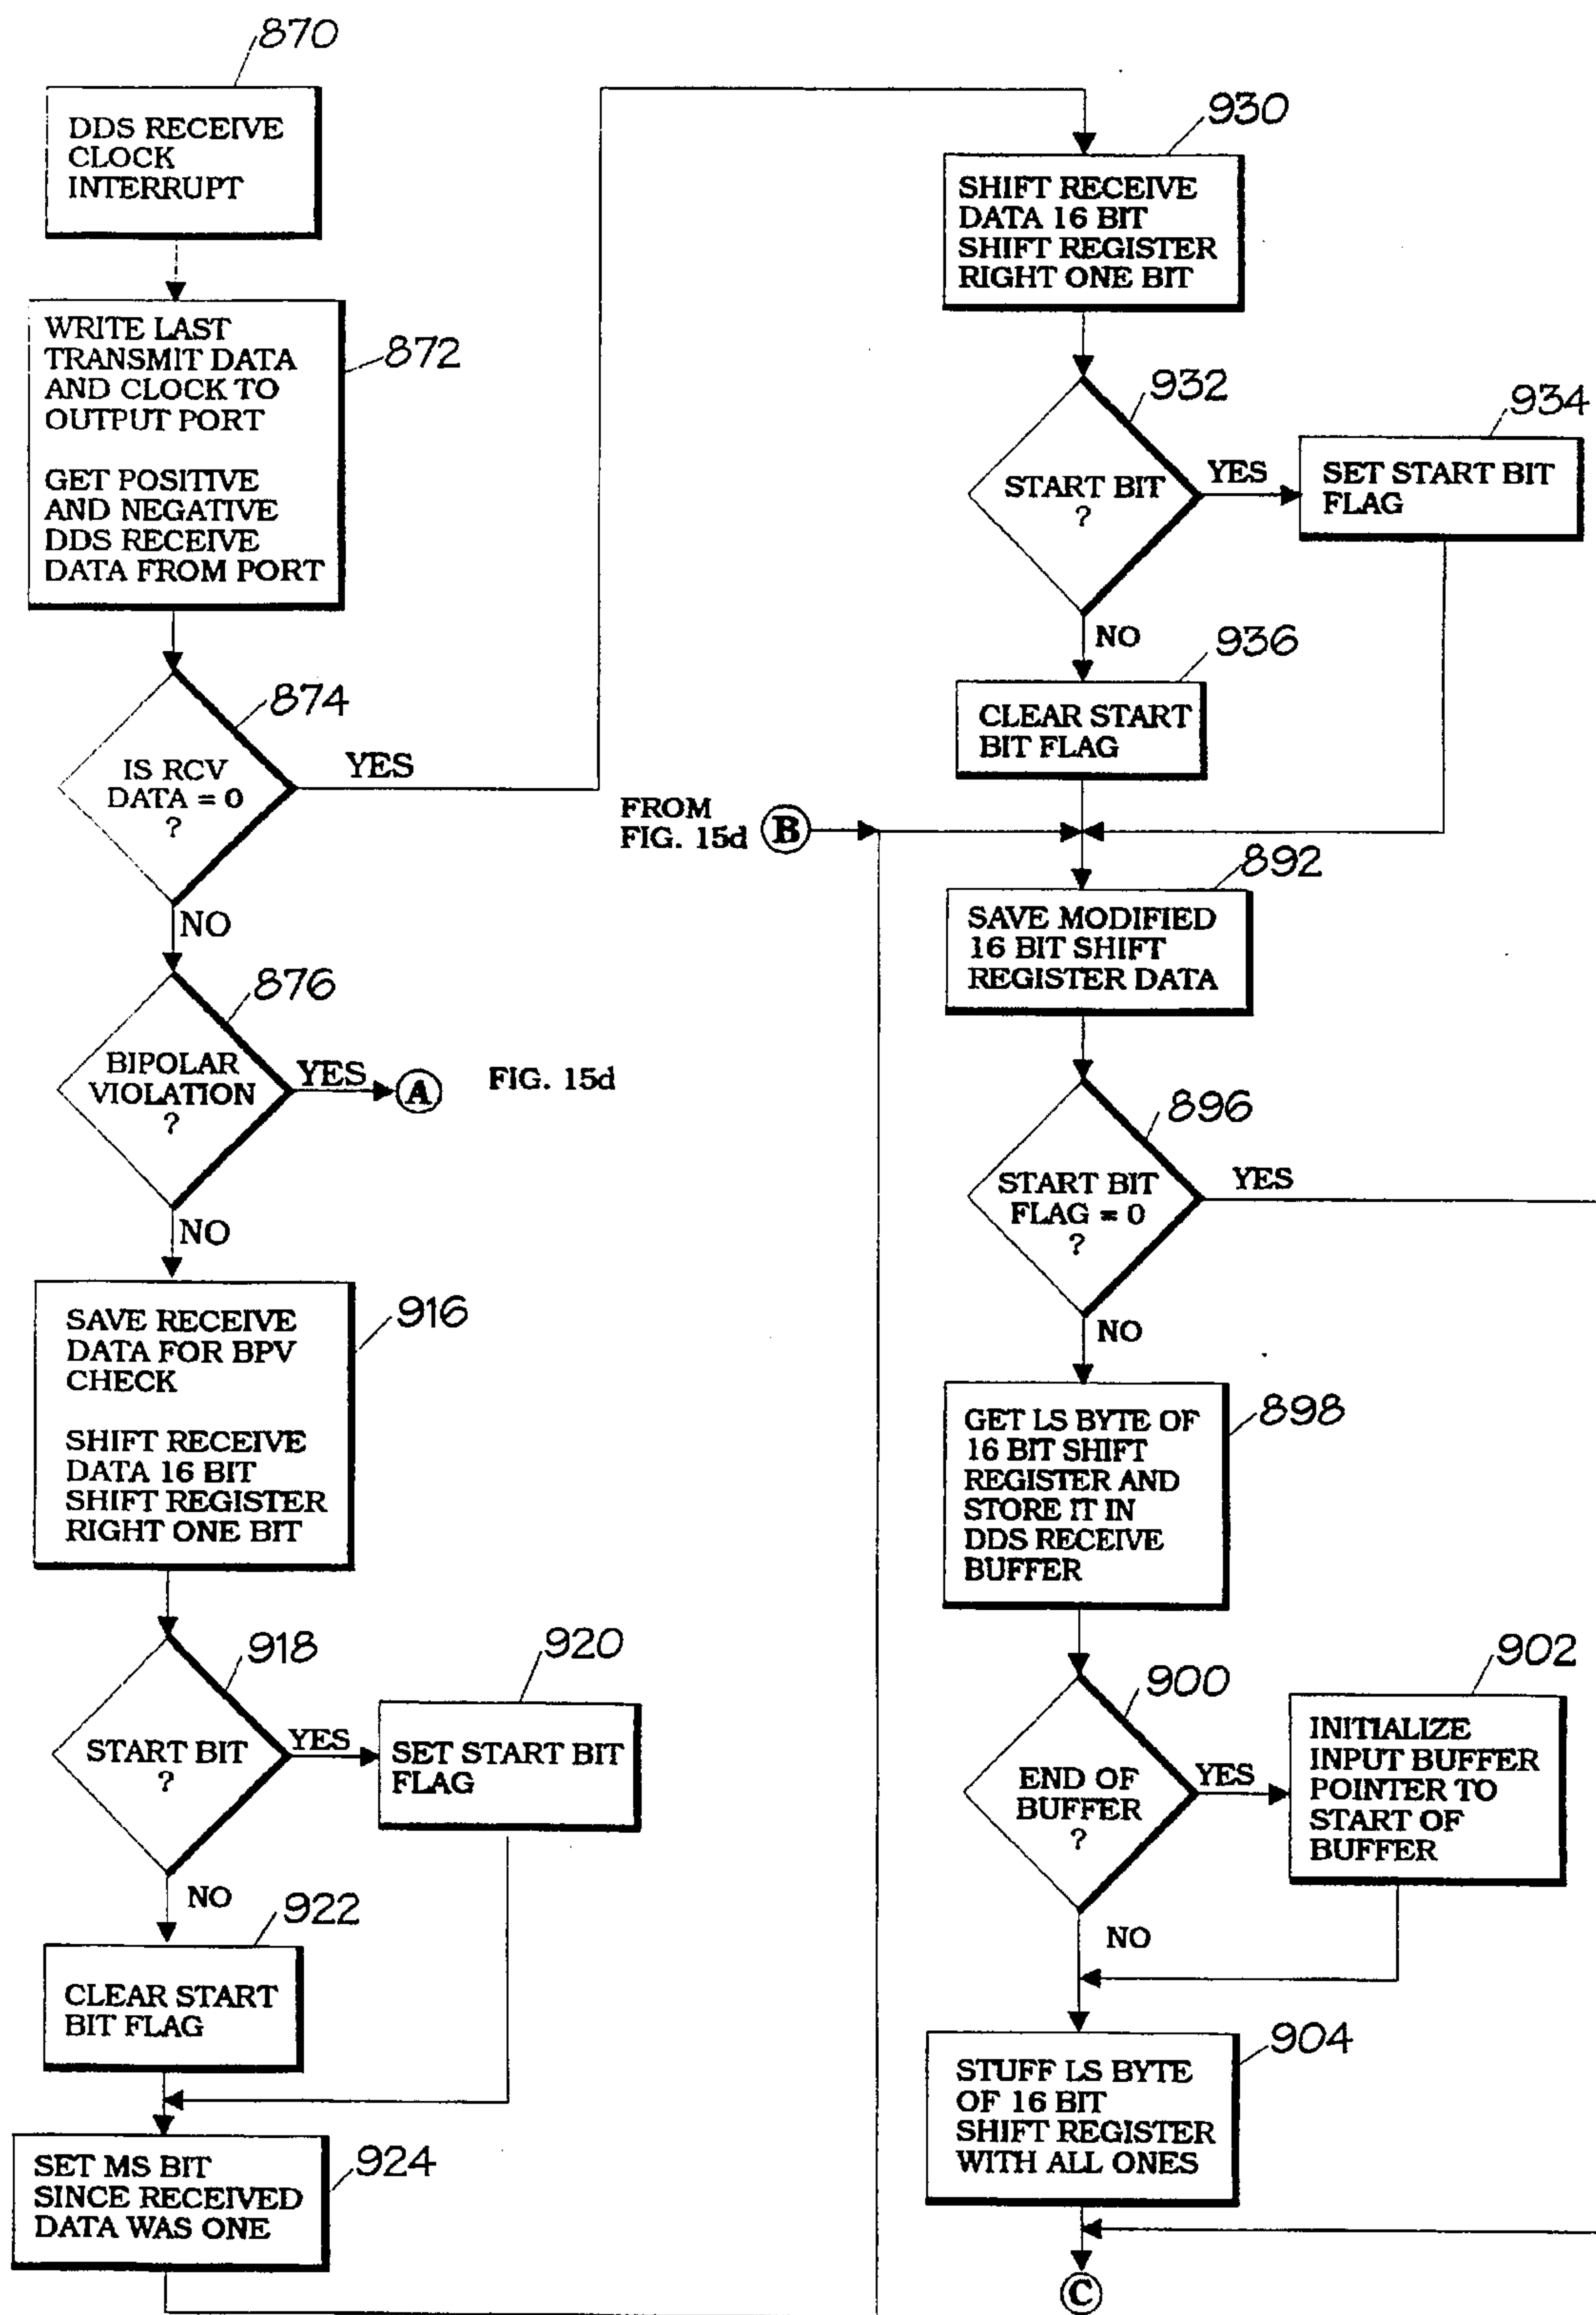 870
DDS RECEIVE
CLOCK
INTERRUPT
WRITE LAST
TRANSMIT DATA
AND CLOCK TO
OUTPUT PORT
GET POSITIVE
AND NEGATIVE
DDS RECEIVE
DATA FROM PORT
872
874
IS RCV
DATA = 0
?
YES
NO
876
BIPOLAR
VIOLATION
?
YES
A
FIG. 15d
NO
SAVE RECEIVE
DATA FOR BPV
CHECK
SHIFT RECEIVE
DATA 16 BIT
SHIFT REGISTER
RIGHT ONE BIT
916
918
START BIT
?
YES
920
SET START BIT
FLAG
NO
922
CLEAR START
BIT FLAG
SET MS BIT
SINCE RECEIVED
DATA WAS ONE
924
930
SHIFT RECEIVE
DATA 16 BIT
SHIFT REGISTER
RIGHT ONE BIT
932
START BIT
?
YES
934
SET START BIT
FLAG
NO
936
CLEAR START
BIT FLAG
FROM
FIG. 15d
B
892
SAVE MODIFIED
16 BIT SHIFT
REGISTER DATA
896
START BIT
FLAG = 0
?
YES
NO
GET LS BYTE OF
16 BIT SHIFT
REGISTER AND
STORE IT IN
DDS RECEIVE
BUFFER
898
900
END OF
BUFFER
?
YES
902
INITIALIZE
INPUT BUFFER
POINTER TO
START OF
BUFFER
NO
904
STUFF LS BYTE
OF 16 BIT
SHIFT REGISTER
WITH ALL ONES
C